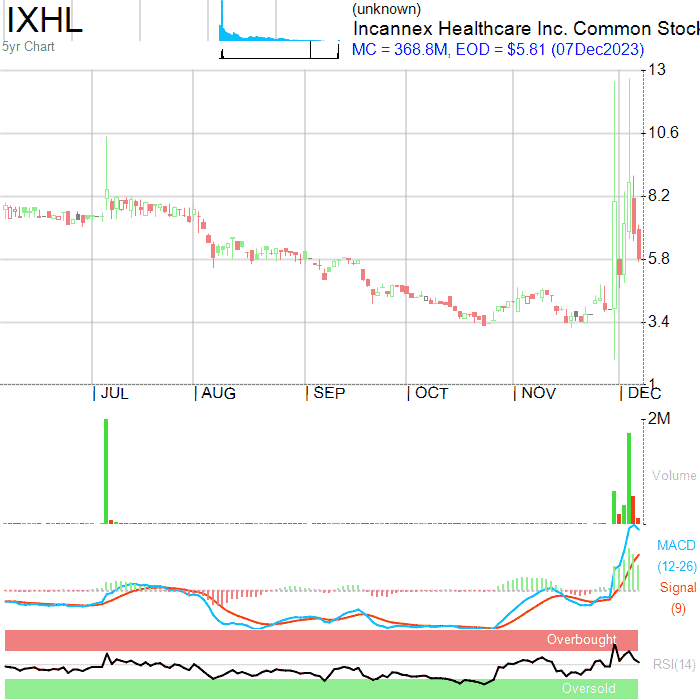 IXHL
5yr Chart
(unknown)
Incannex Healthcare Inc. Common Stock
MC = 368.8M, EOD = $5.81 (07Dec2023)
13
10.6
8.2
5.8
3.4
1
JUL AUG SEP OCT NOV DEC
2M
Volume
MACD
(12-26)
Signal
(9)
Overbought
RSI(14)
Oversold